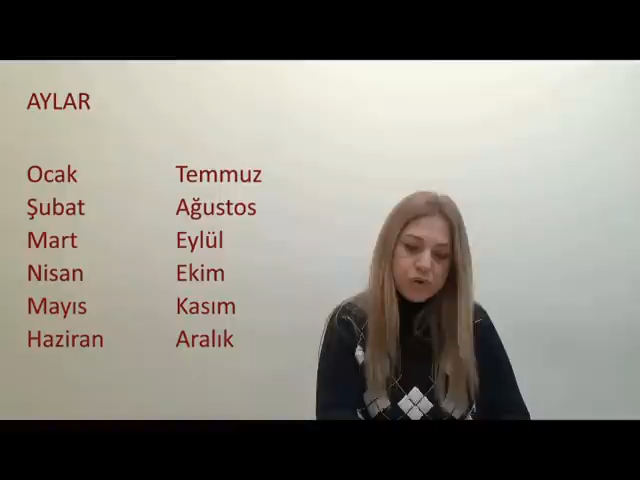 AYLAR
Ocak
Şubat
Mart
Nisan
Mayıs
Haziran
Temmuz
Ağustos
Eylül
Ekim
Kasım
Aralık